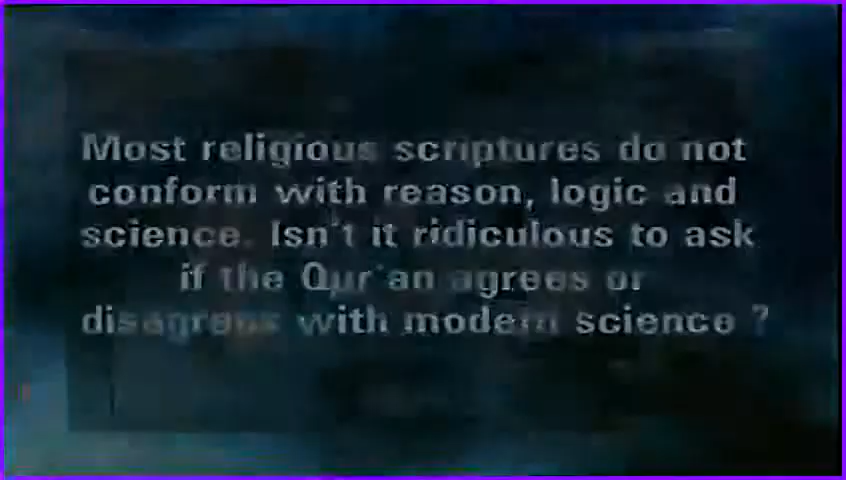 Most religious scriptures do not
conform with reason, logic and
science. Isn't it ridiculous to ask
if the Qur'an agrees or
disagrees with modern science ?